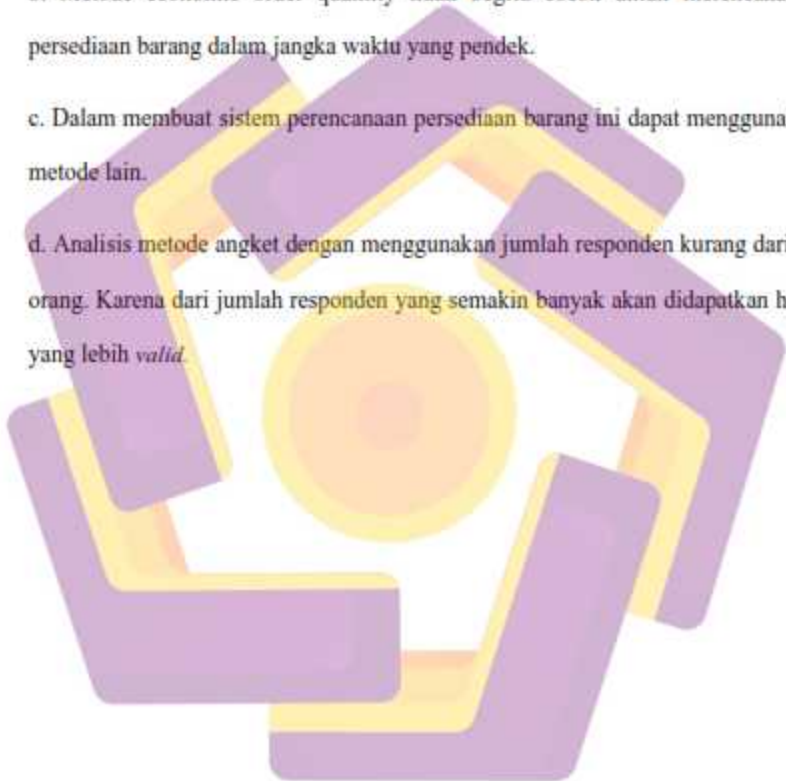 persediaan barang dalam jangka waktu yang pendek.
c. Dalam membuat sistem perencanaan persediaan barang ini dapat mengguna
metode lain.
d. Analisis metode angket dengan menggunakan jumlah responden kurang dari
orang. Karena dari jumlah responden yang semakin banyak akan didapatkan h
yang lebih valid.